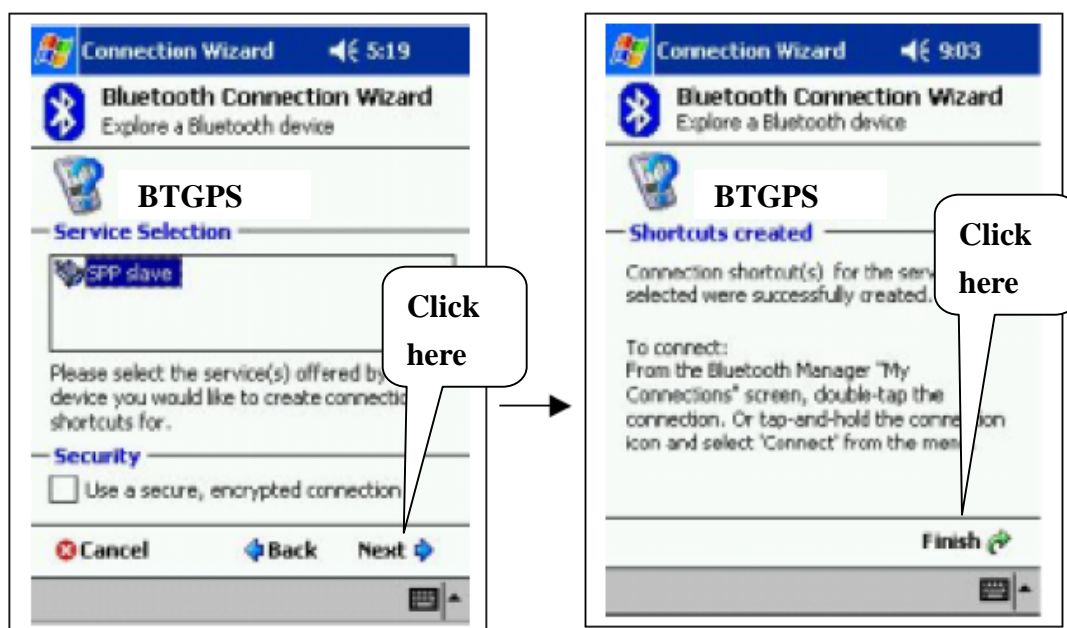 Connection Wizard 5:19
Bluetooth Connection Wizard
Explore a Bluetooth device
BTGPS
Service Selection
SPP slave
Click
here
Please select the service(s) offered by
device you would like to create connectio
shortcuts for.
Security
Use a secure, encrypted connection
Cancel Back Next
Connection Wizard 9:03
Bluetooth Connection Wizard
Explore a Bluetooth device
BTGPS
Shortcuts created
Click
here
Connection shortcut(s) for the serv
selected were successfully created.
To connect:
From the Bluetooth Manager "My
Connections" screen, double-tap the
connection. Or tap-and-hold the connection
icon and select 'Connect' from the men
Finish